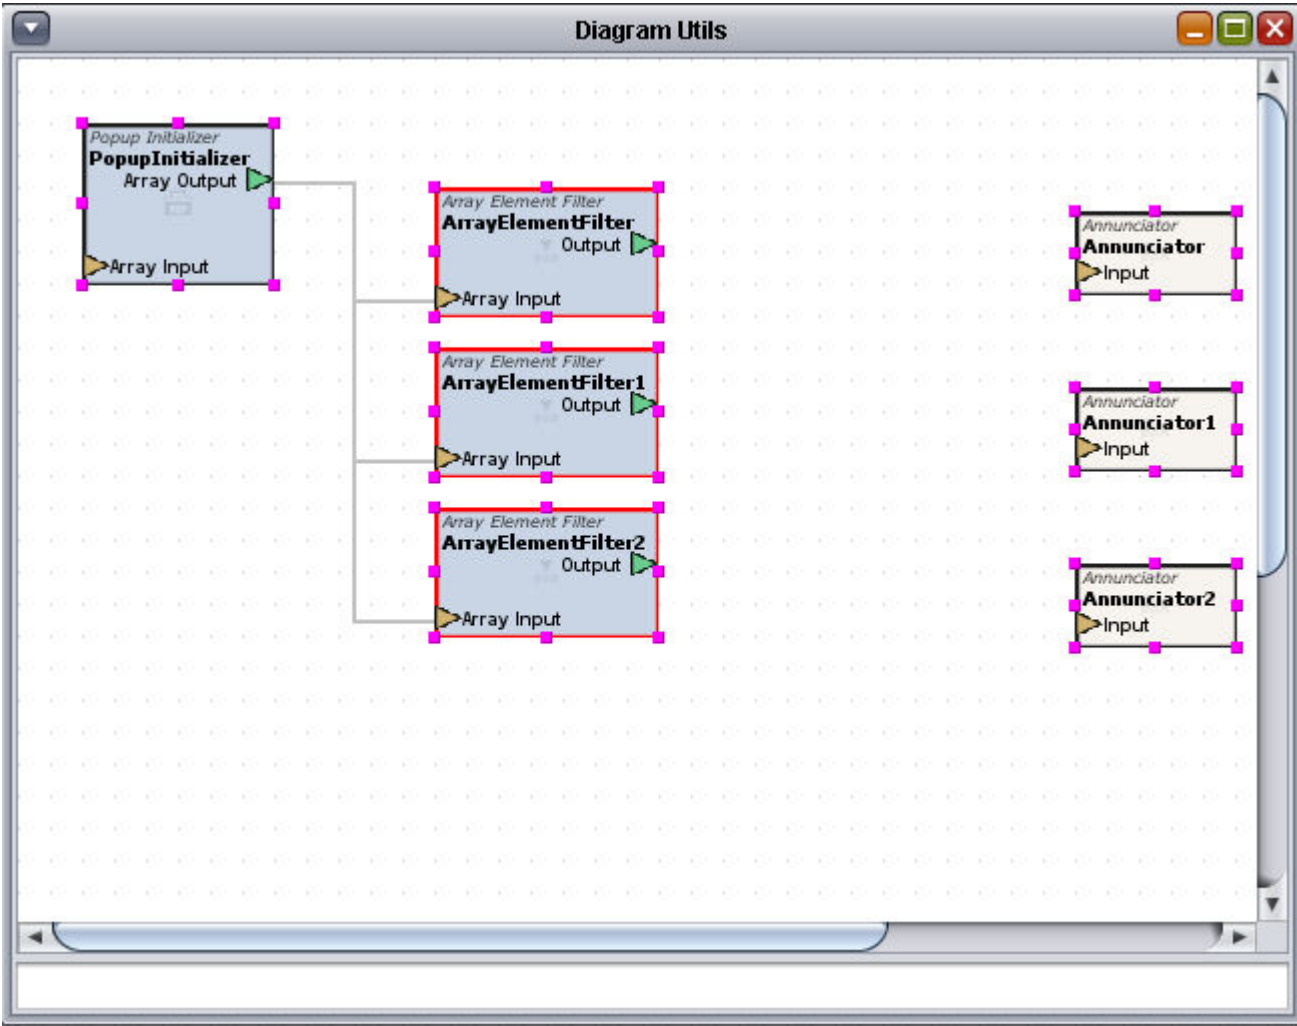 Diagram Utils
Popup Initializer
PopupInitializer
Array Output
Array Input
Array Element Filter
ArrayElementFilter
Output
Array Input
Array Element Filter
ArrayElementFilter1
Output
Array Input
Array Element Filter
ArrayElementFilter2
Output
Array Input
Annunciator
Annunciator
Input
Annunciator
Annunciator1
Input
Annunciator
Annunciator2
Input